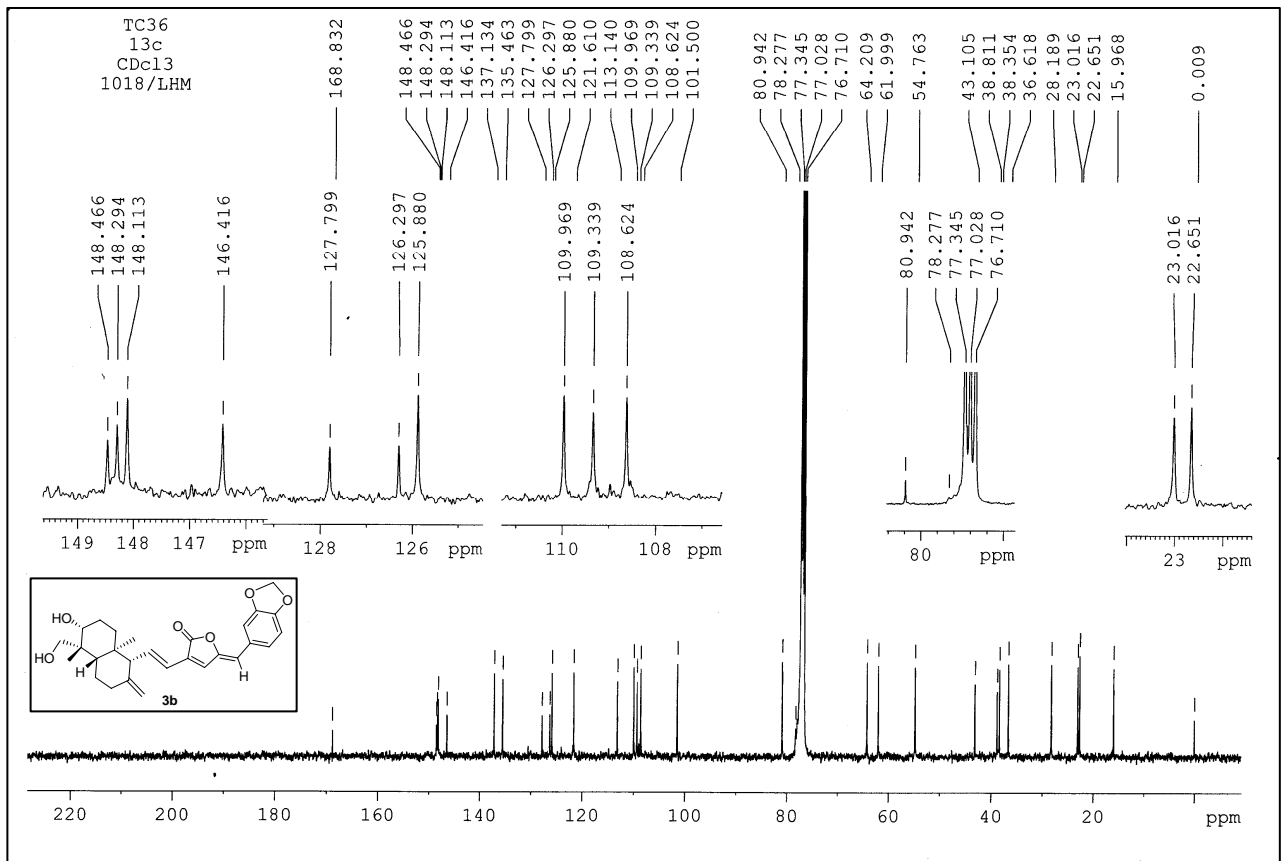 TC36
13c
CDcl3
1018/LHM
168.832
148.466
148.294
148.113
146.416
137.134
135.463
127.799
126.297
125.880
121.610
113.140
109.969
109.339
108.624
101.500
80.942
78.277
77.345
77.028
76.710
64.209
61.999
54.763
43.105
38.811
38.354
36.618
28.189
23.016
22.651
15.968
0.009
148.466
148.294
148.113
146.416
127.799
126.297
125.880
109.969
109.339
108.624
80.942
78.277
77.345
77.028
76.710
23.016
22.651
149 148 147 ppm
128 126 ppm
110 108 ppm
80 ppm
23 ppm
HO
HO
H
O
O
O
O
H
3b
220 200 180 160 140 120 100 80 60 40 20 ppm